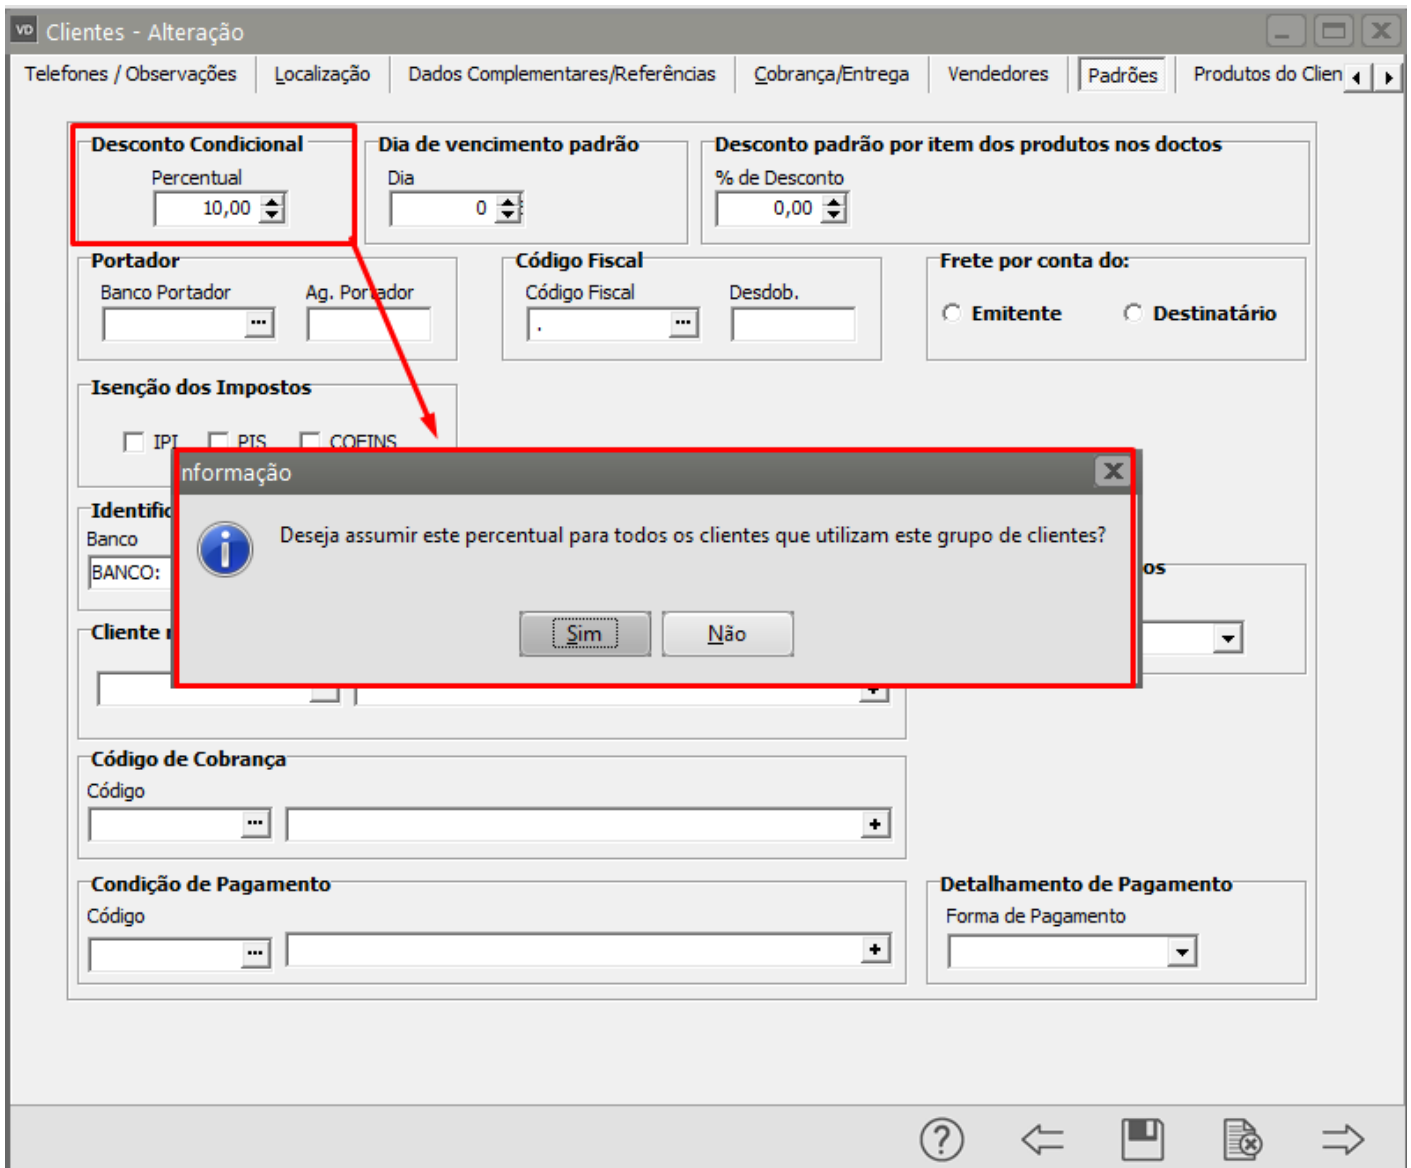 VD Clientes - Alteração
Telefones / Observações Localização Dados Complementares/Referências Cobrança/Entrega Vendedores Padrões Produtos do Clien
Desconto Condicional Dia de vencimento padrão Desconto padrão por item dos produtos nos doctos
Percentual Dia % de Desconto
10,00 0 0,00
Portador Código Fiscal Frete por conta do:
Banco Portador Ag. Portador Código Fiscal Desdob.
. Emitente Destinatário
Isenção dos Impostos
IPI PIS COFINS
nformação
Identific
Banco
Deseja assumir este percentual para todos os clientes que utilizam este grupo de clientes?
BANCO:
os
Cliente
Sim Não
Código de Cobrança
Código
Condição de Pagamento Detalhamento de Pagamento
Código Forma de Pagamento